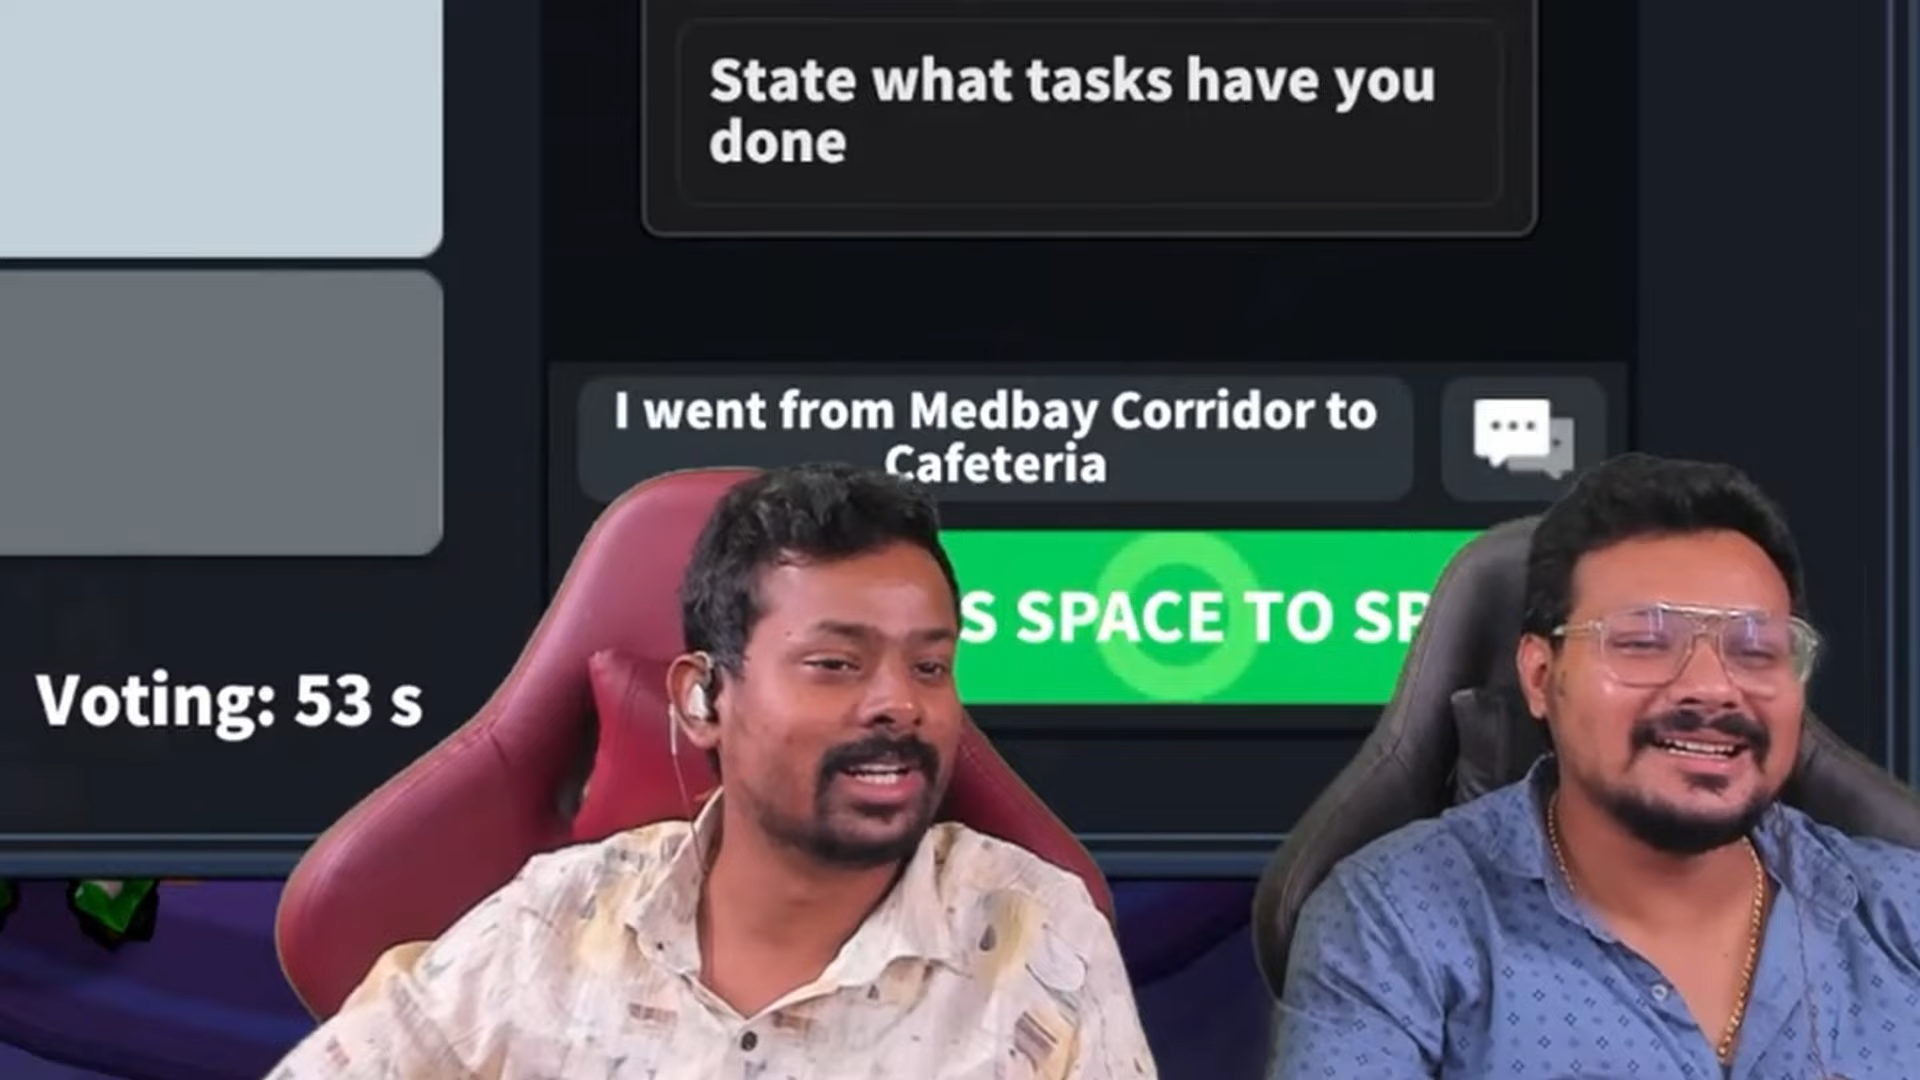 State what tasks have you
done
I went from Medbay Corridor to
Cafeteria
SPACE TO
Voting: 53 s